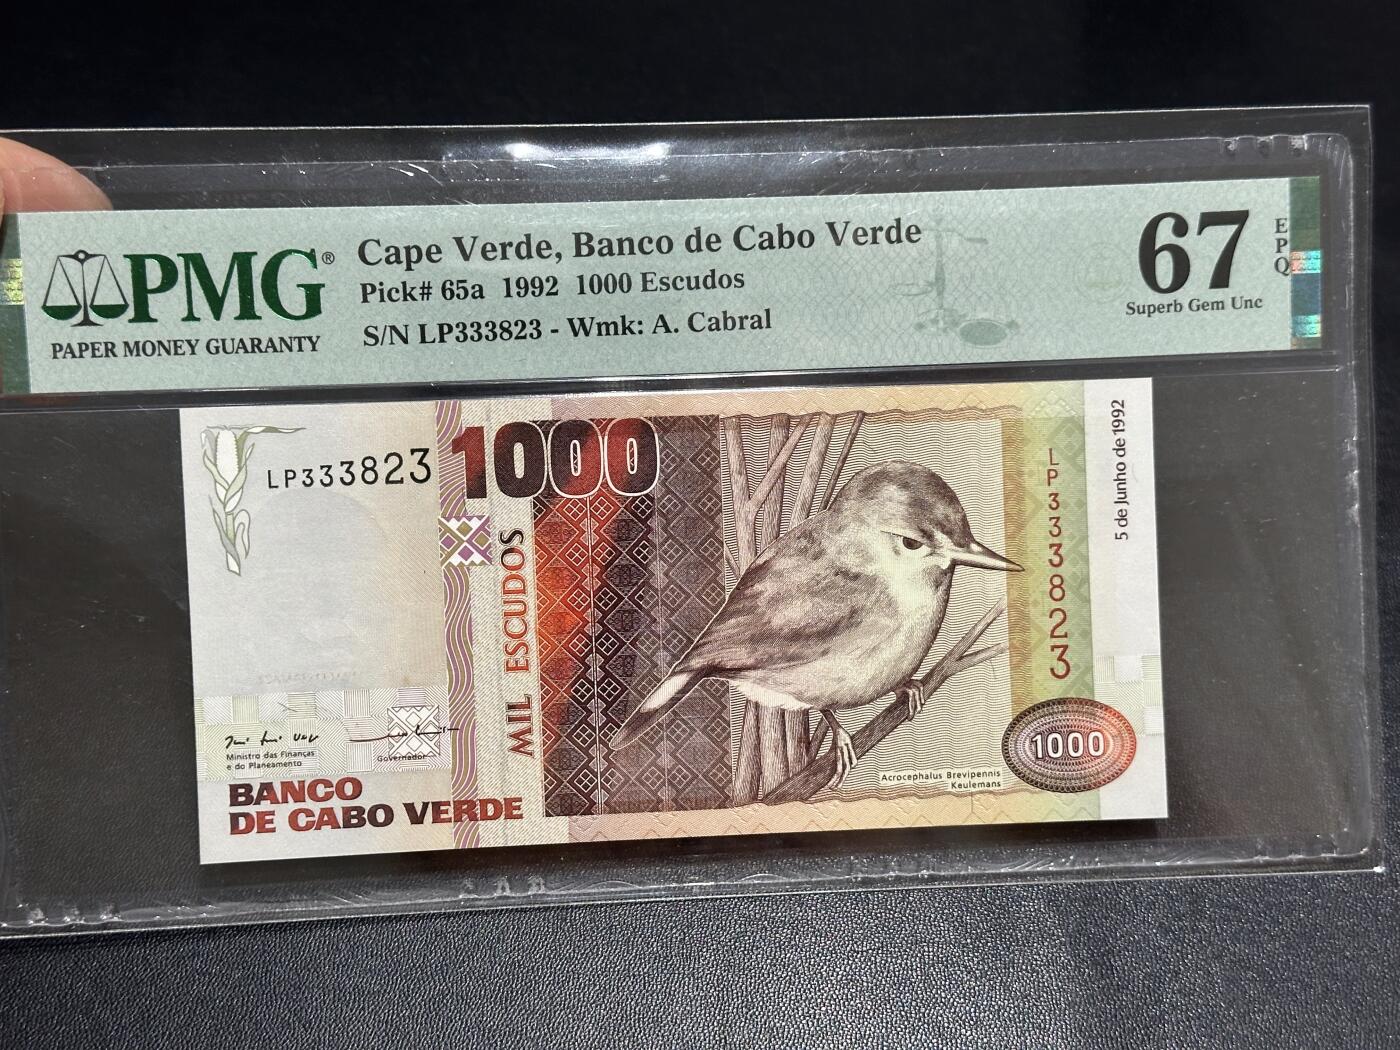 PMG®
PAPER MONEY GUARANTY
Cape Verde, Banco de Cabo Verde
Pick# 65a 1992 1000 Escudos
S/N LP333823 - Wmk: A. Cabral
67
EPQ
Superb Gem Unc
LP333823
1000
MIL ESCUDOS
LP333823
5 de Junho de 1992
Ministro das Finanças
e do Planeamento
Governador
BANCO
DE CABO VERDE
Acrocephalus Brevipennis
Keulemans
1000